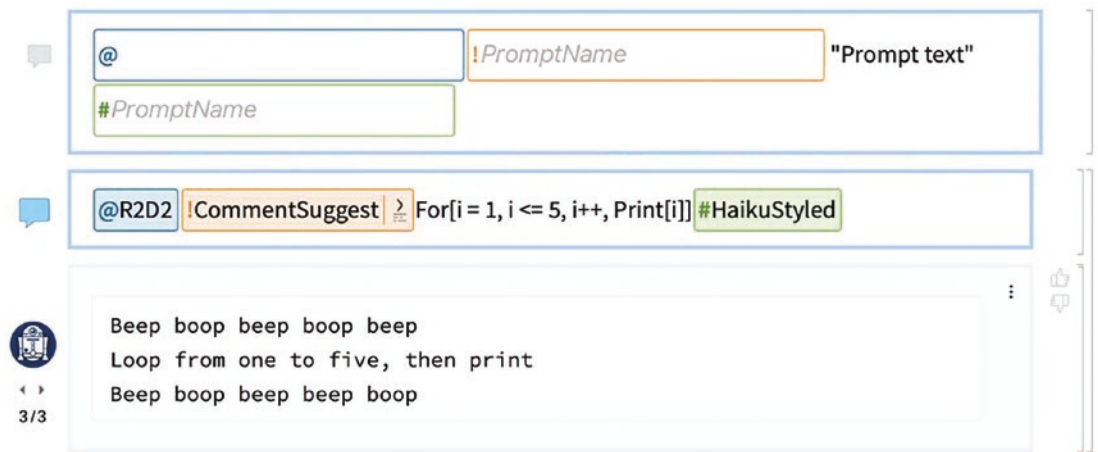 @ !PromptName "Prompt text"
#PromptName
@R2D2 !CommentSuggest For[i = 1, i <= 5, i++, Print[i]] #HaikuStyled
Beep boop beep boop beep
Loop from one to five, then print
Beep boop beep beep boop
3/3